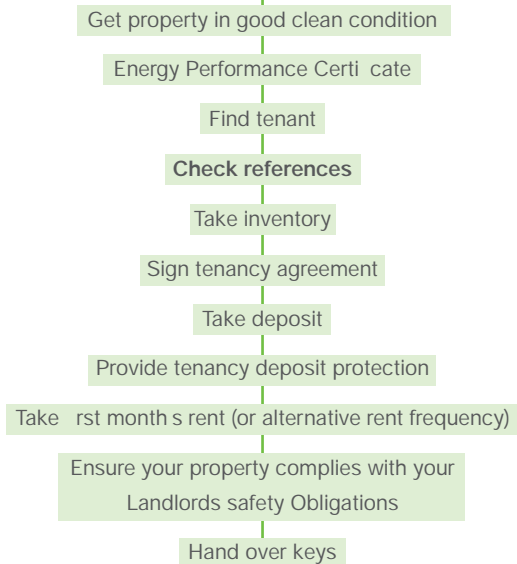 Get property in good clean condition
Energy Performance Certi cate
Find tenant
Check references
Take inventory
Sign tenancy agreement
Take deposit
Provide tenancy deposit protection
Take rst month s rent (or alternative rent frequency)
Ensure your property complies with your
Landlords safety Obligations
Hand over keys